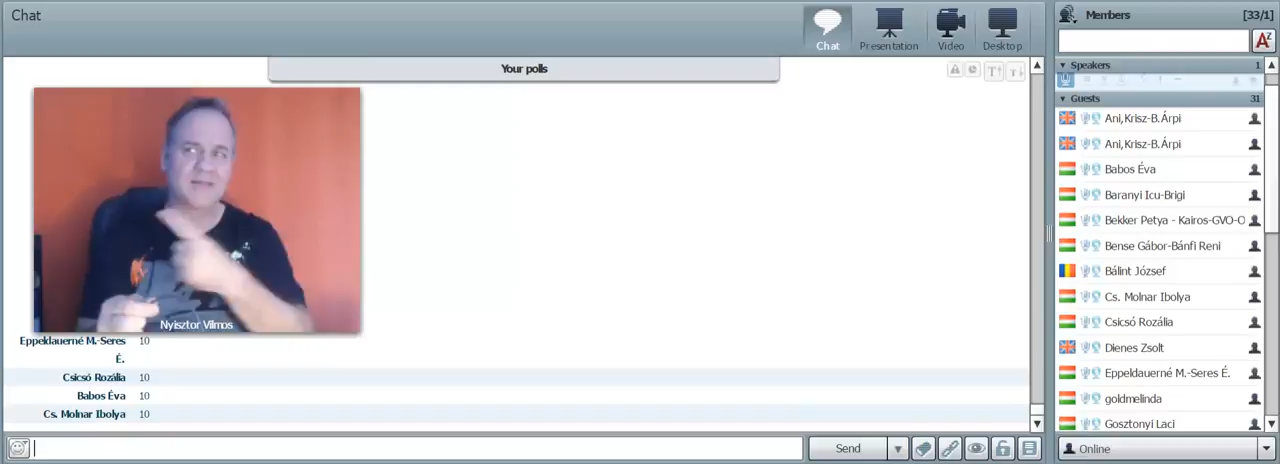 Chat
Chat
Presentation
Video
Desktop
Your polls
Nyisztor Vilmos
Eppeldauerné M.-Seres É. 10
Csicsó Rozália 10
Babos Éva 10
Cs. Molnar Ibolya 10
Send
Members [33/1]
Speakers 1
Guests 31
Ani,Krisz-B.Árpi
Ani,Krisz-B.Árpi
Babos Éva
Baranyi Icu-Brigi
Bekker Petya - Kairos-GVO-O
Bense Gábor-Bánfi Reni
Bálint József
Cs. Molnar Ibolya
Csicsó Rozália
Dienes Zsolt
Eppeldauerné M.-Seres É.
goldmelinda
Gosztonyi Laci
Online